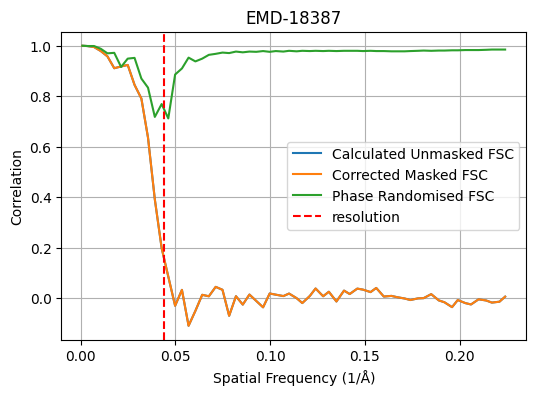 EMD-18387
Correlation
1.0
0.8
0.6
0.4
0.2
0.0
Calculated Unmasked FSC
Corrected Masked FSC
Phase Randomised FSC
resolution
0.00 0.05 0.10 0.15 0.20
Spatial Frequency (1/Å)